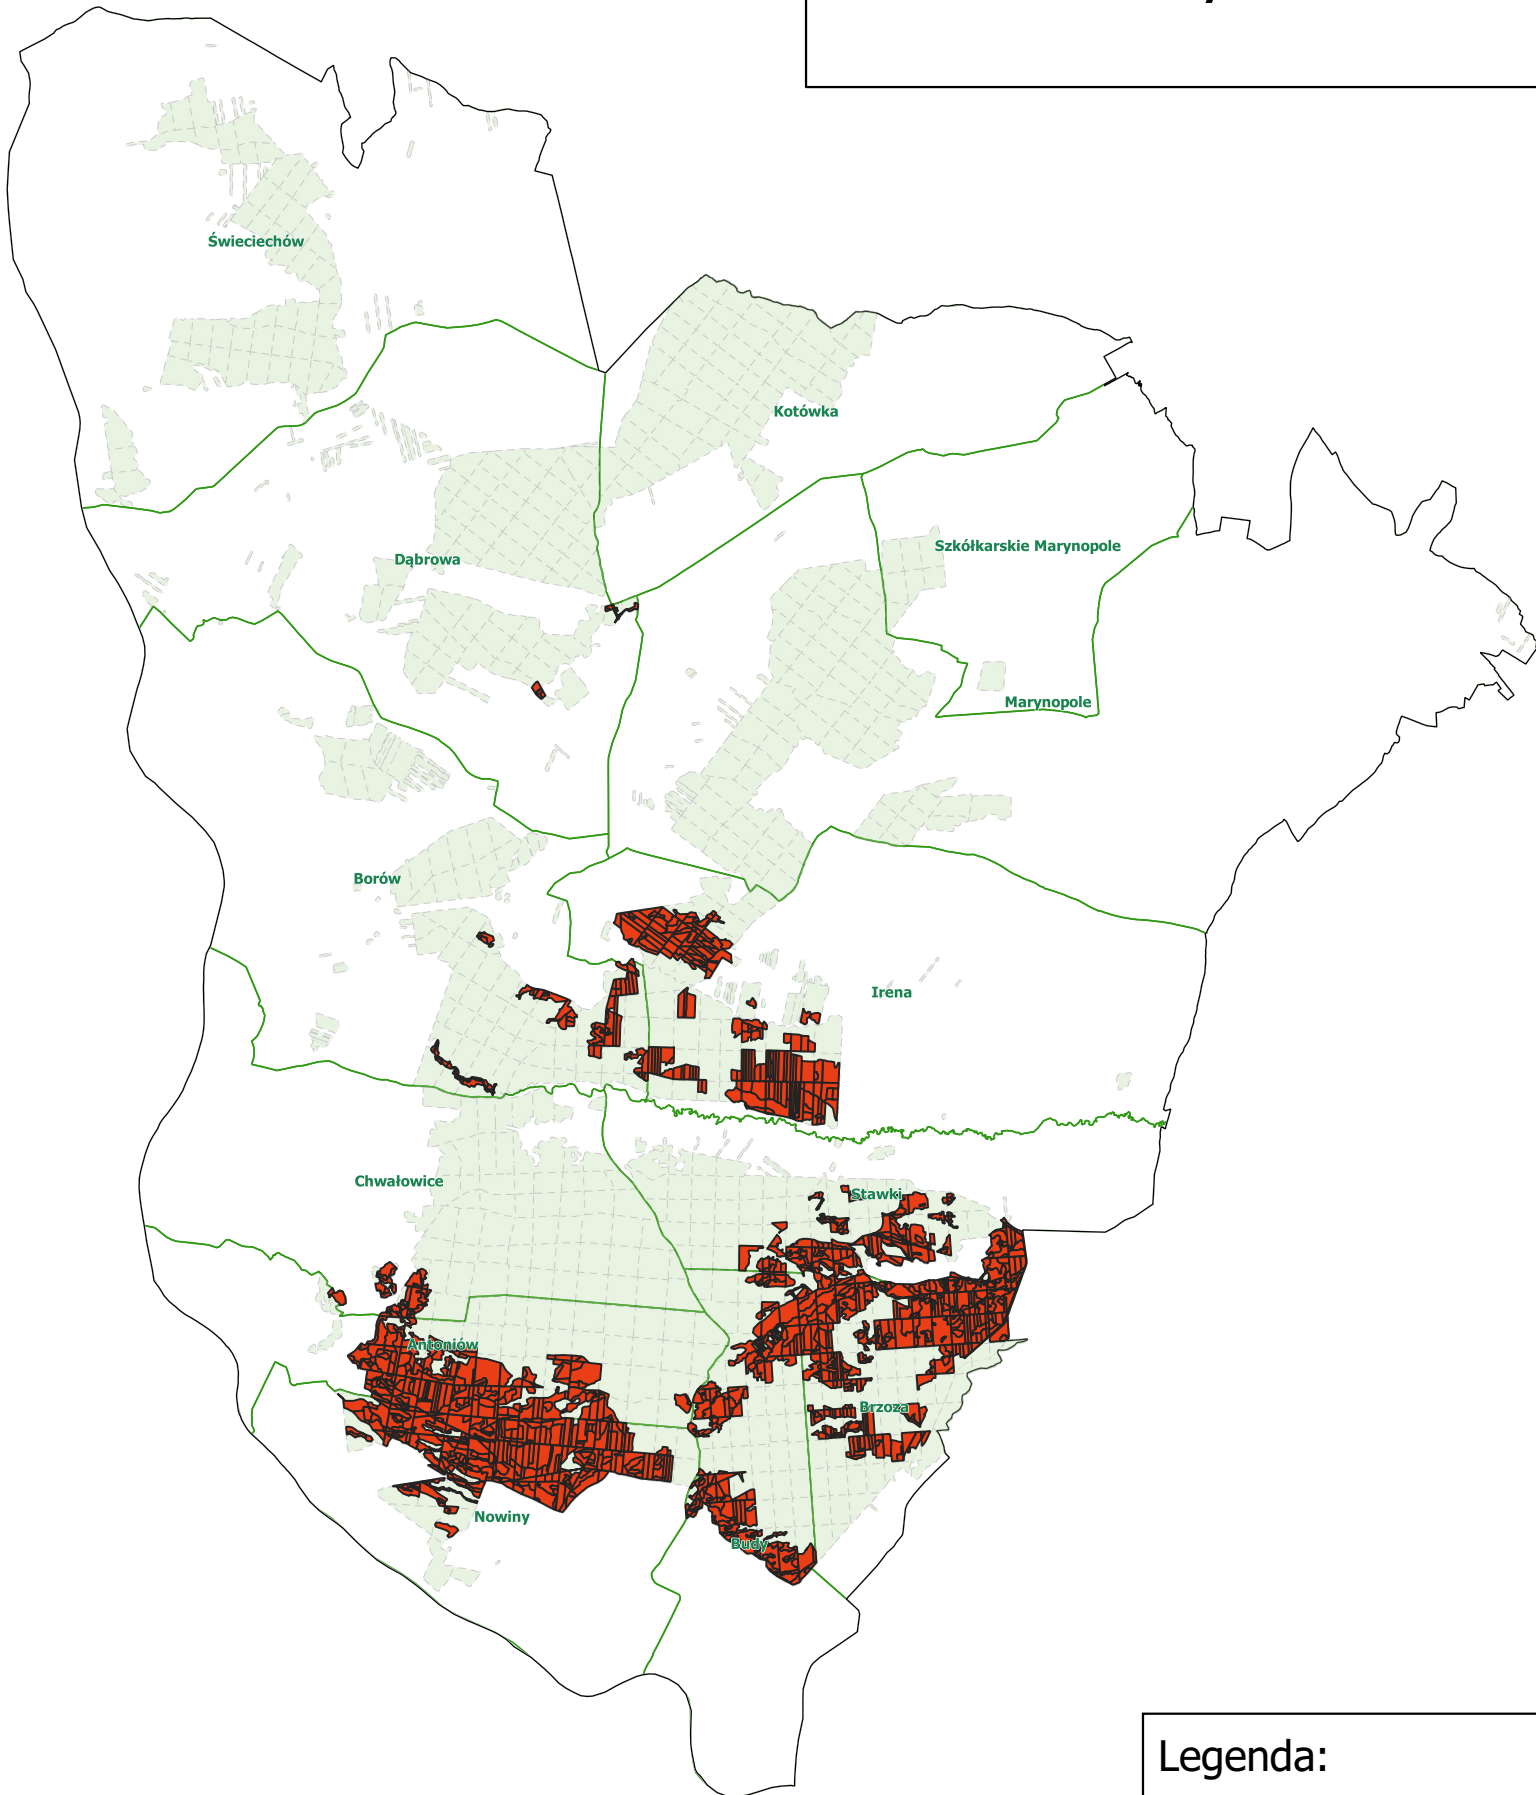 Świeciechów
Kotówka
Szkółkarskie Marynopole
Dąbrowa
Marynopole
Borów
Irena
Chwałowice
Stawki
Antoniów
Brzoza
Nowiny
Budy
Legenda: